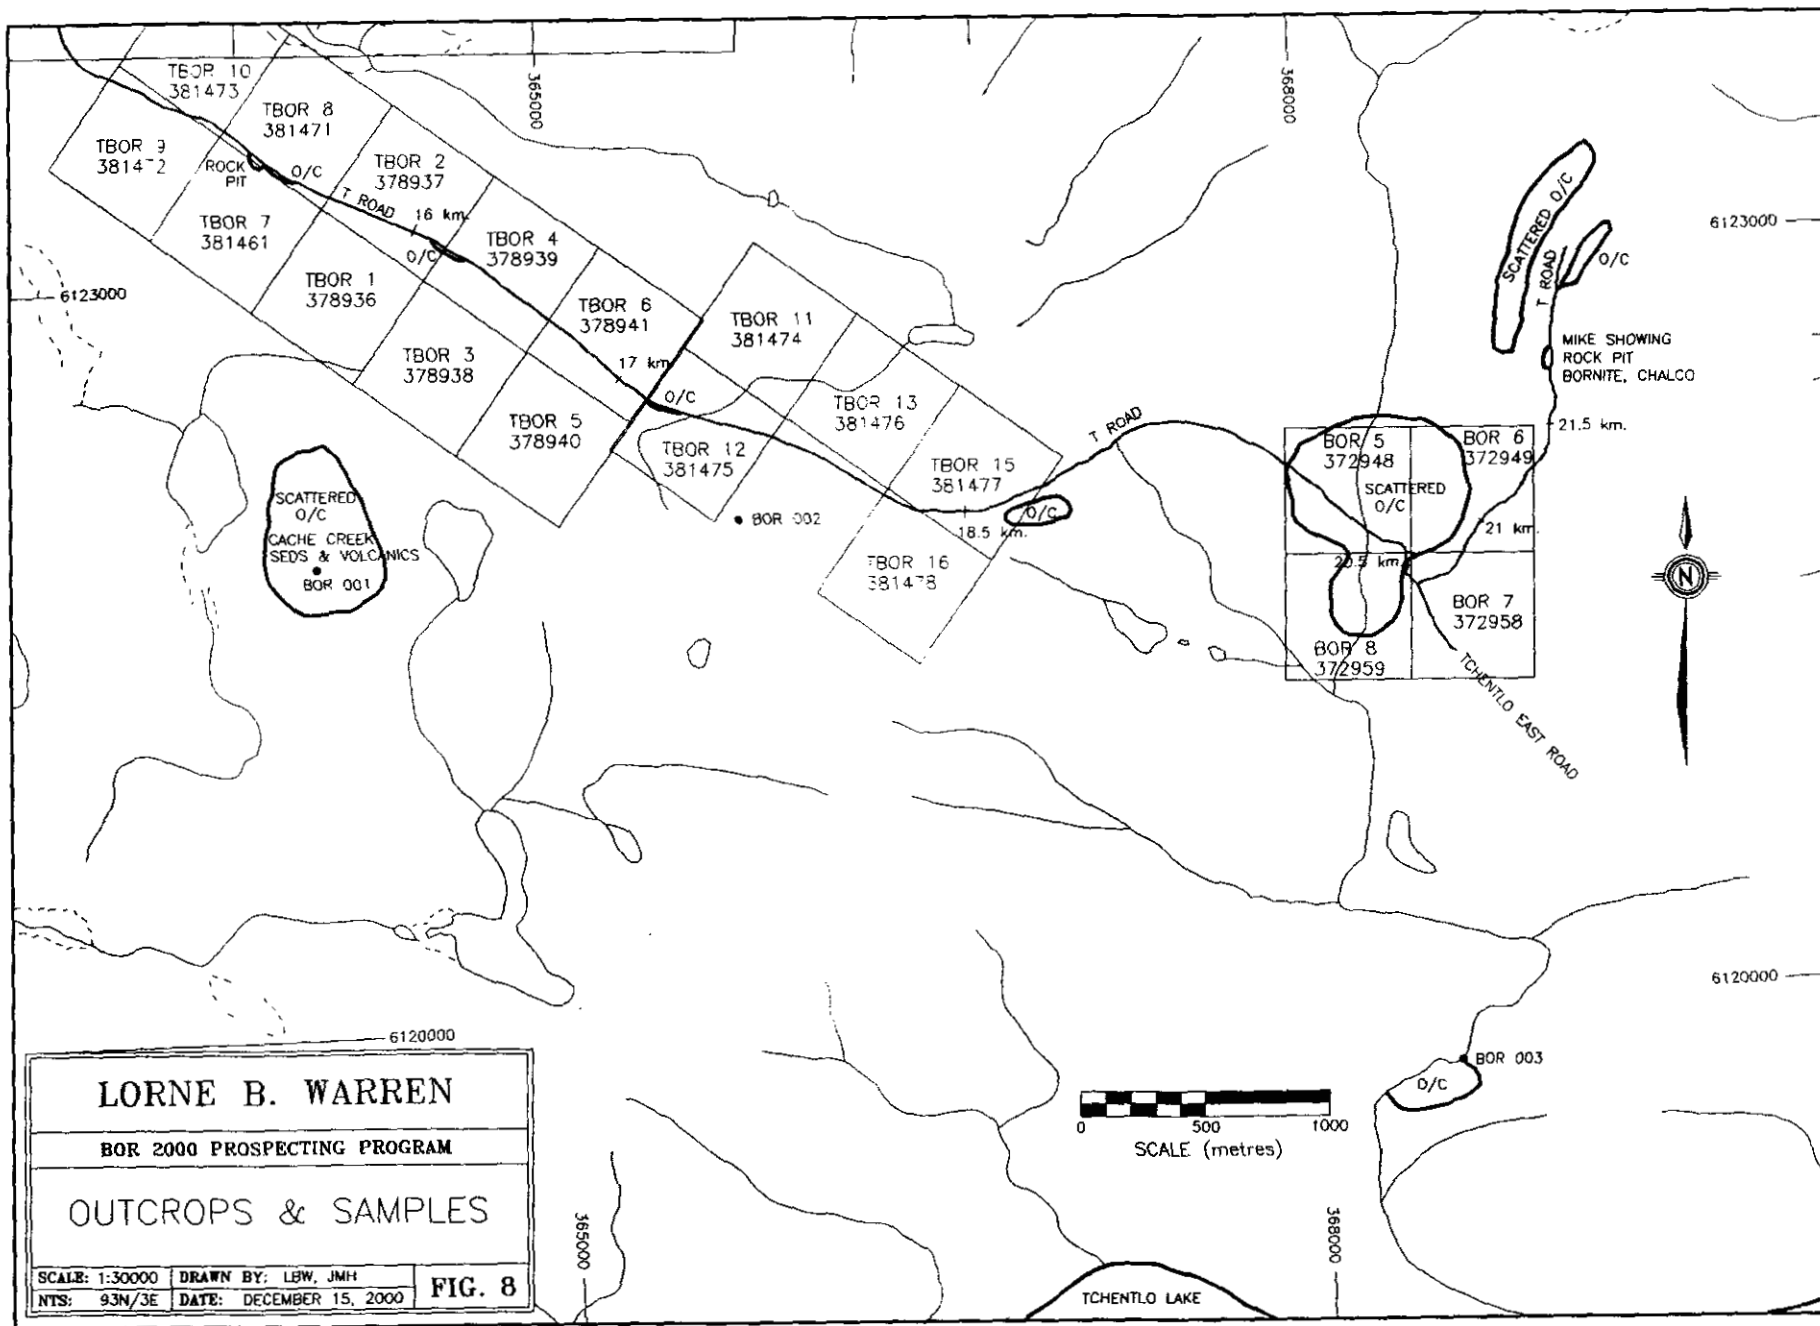 TBOR 10
381473
TBOR 8
381471
TBOR 9
ROCK
PIT
O/C
TBOR 2
378937
T ROAD
16 km.
TBOR 7
381461
O/C
TBOR 4
378939
TBOR 1
378936
TBOR 6
378941
TBOR 3
378938
17 km
TBOR 11
381474
O/C
TBOR 5
378940
TBOR 13
381476
TBOR 12
381475
TBOR 15
381477
BOR 002
18.5 km.
O/C
TBOR 16
381478
T ROAD
365000
368000
6123000
6123000
SCATTERED O/C
T ROAD
O/C
MIKE SHOWING
ROCK PIT
BORNITE, CHALCO
21.5 km.
BOR 5
372948
BOR 6
372949
SCATTERED
O/C
21 km.
20.5 km.
BOR 7
372958
BOR 8
372959
TCHENTLO EAST ROAD
N
SCATTERED
O/C
CACHE CREEK
SEDS & VOLCANICS
BOR 001
6120000
6120000
BOR 003
O/C
0 500 1000
SCALE (metres)
365000
368000
TCHENTLO LAKE
LORNE B. WARREN
BOR 2000 PROSPECTING PROGRAM
OUTCROPS & SAMPLES
SCALE: 1:30000 DRAWN BY: LBW, JMH
NTS: 93N/3E DATE: DECEMBER 15, 2000
FIG. 8